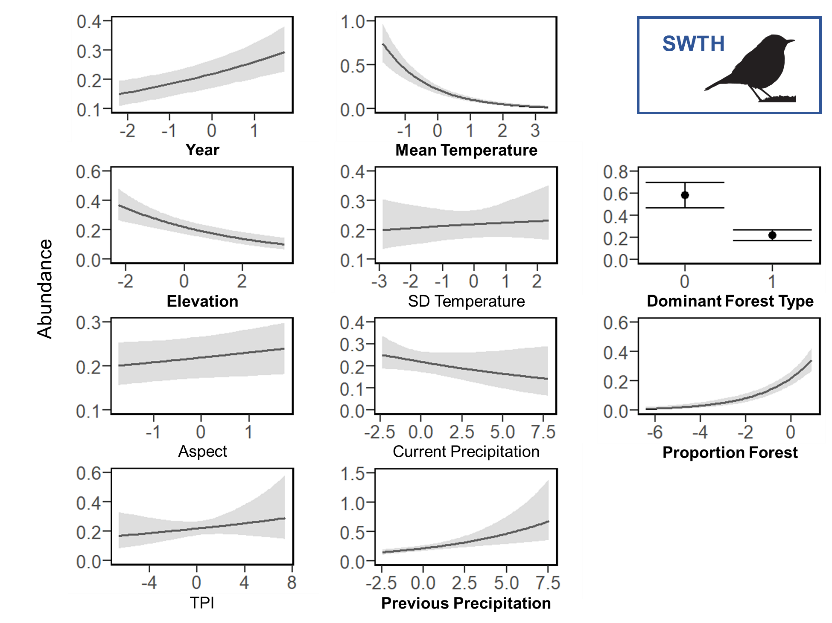 Abundance
0.4
0.3
0.2
0.1
-2 -1 0 1
Year
1.0
0.5
0.0
-1 0 1 2 3
Mean Temperature
SWTH
0.6
0.4
0.2
0.0
-2 0 2
Elevation
0.4
0.3
0.2
0.1
-3 -2 -1 0 1 2
SD Temperature
0.8
0.6
0.4
0.2
0.0
0 1
Dominant Forest Type
0.3
0.2
0.1
-1 0 1
Aspect
0.4
0.3
0.2
0.1
0.0
-2.5 0.0 2.5 5.0 7.5
Current Precipitation
0.6
0.4
0.2
0.0
-6 -4 -2 0
Proportion Forest
0.6
0.4
0.2
0.0
-4 0 4 8
TPI
1.5
1.0
0.5
0.0
-2.5 0.0 2.5 5.0 7.5
Previous Precipitation